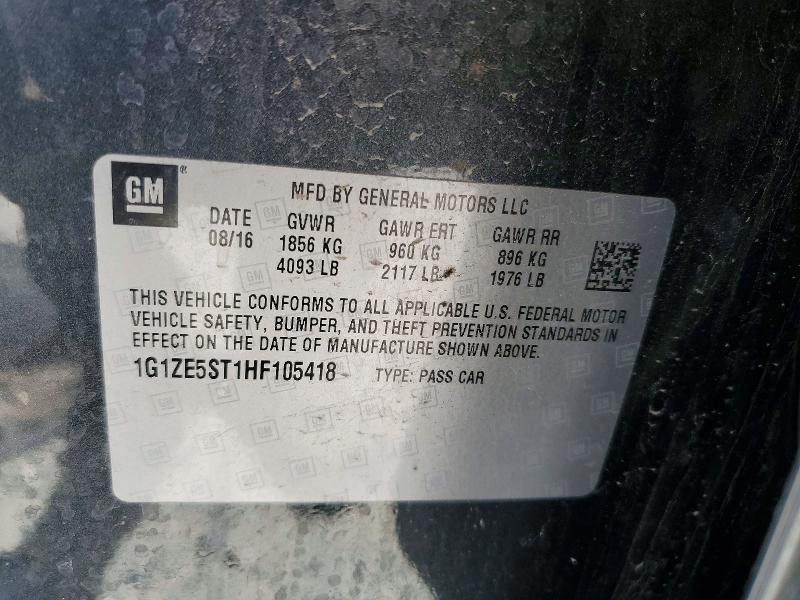 GM
MFD BY GENERAL MOTORS LLC
DATE GVWR GAWR FRT GAWR RR
08/16 1856 KG 960 KG 896 KG
4093 LB 2117 LB 1976 LB
THIS VEHICLE CONFORMS TO ALL APPLICABLE U.S. FEDERAL MOTOR
VEHICLE SAFETY, BUMPER, AND THEFT PREVENTION STANDARDS IN
EFFECT ON THE DATE OF MANUFACTURE SHOWN ABOVE.
1G1ZE5ST1HF105418 TYPE: PASS CAR